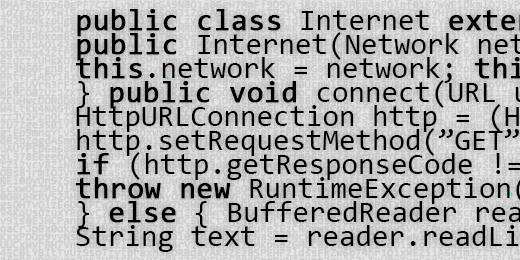 public class Internet exte
public Internet(Network net
this.network = network; thi
} public void connect(URL u
HttpURLConnection http = (H
http.setRequestMethod(”GET”
if (http.getResponseCode !=
throw new RuntimeException(
} else { BufferedReader rea
String text = reader.readLi